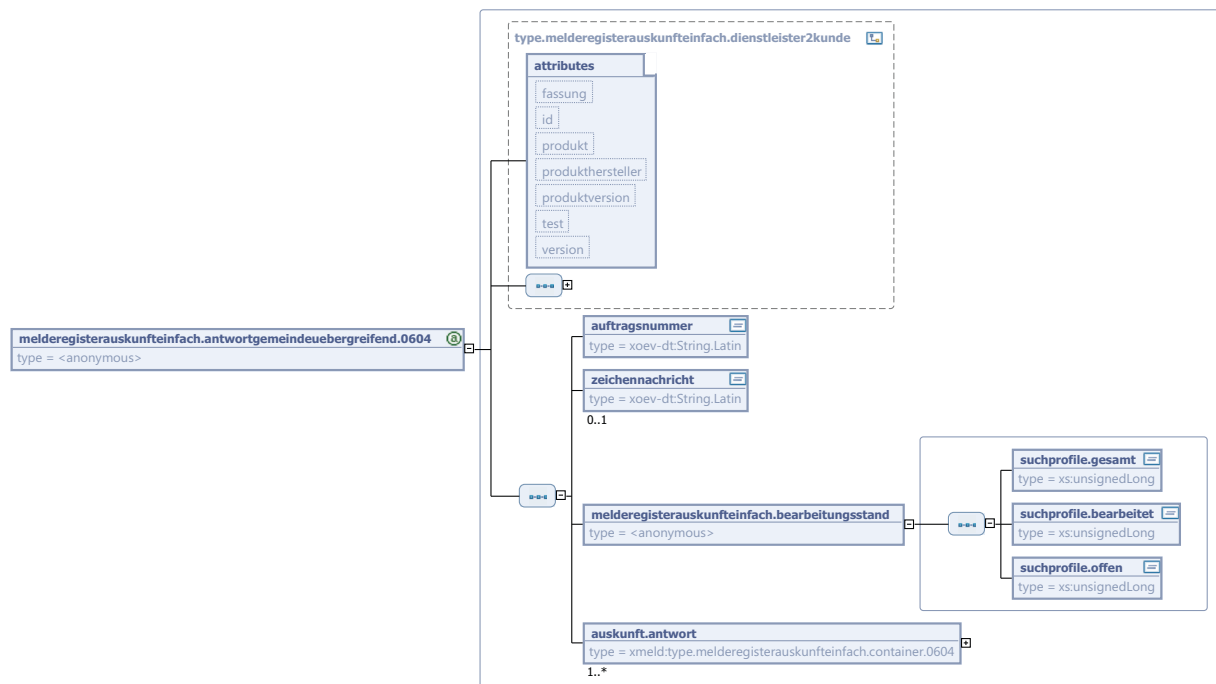 type.melderegisterauskunfteinfach.dienstleister2kunde
attributes
fassung
id
produkt
produkthersteller
produktversion
test
version
melderegisterauskunfteinfach.antwortgemeindeuebergreifend.0604
type = <anonymous>
auftragsnummer
type = xoev-dt:String.Latin
zeichennachricht
type = xoev-dt:String.Latin
0..1
melderegisterauskunfteinfach.bearbeitungsstand
type = <anonymous>
suchprofile.gesamt
type = xs:unsignedLong
suchprofile.bearbeitet
type = xs:unsignedLong
suchprofile.offen
type = xs:unsignedLong
auskunft.antwort
type = xmeld:type.melderegisterauskunfteinfach.container.0604
1..*